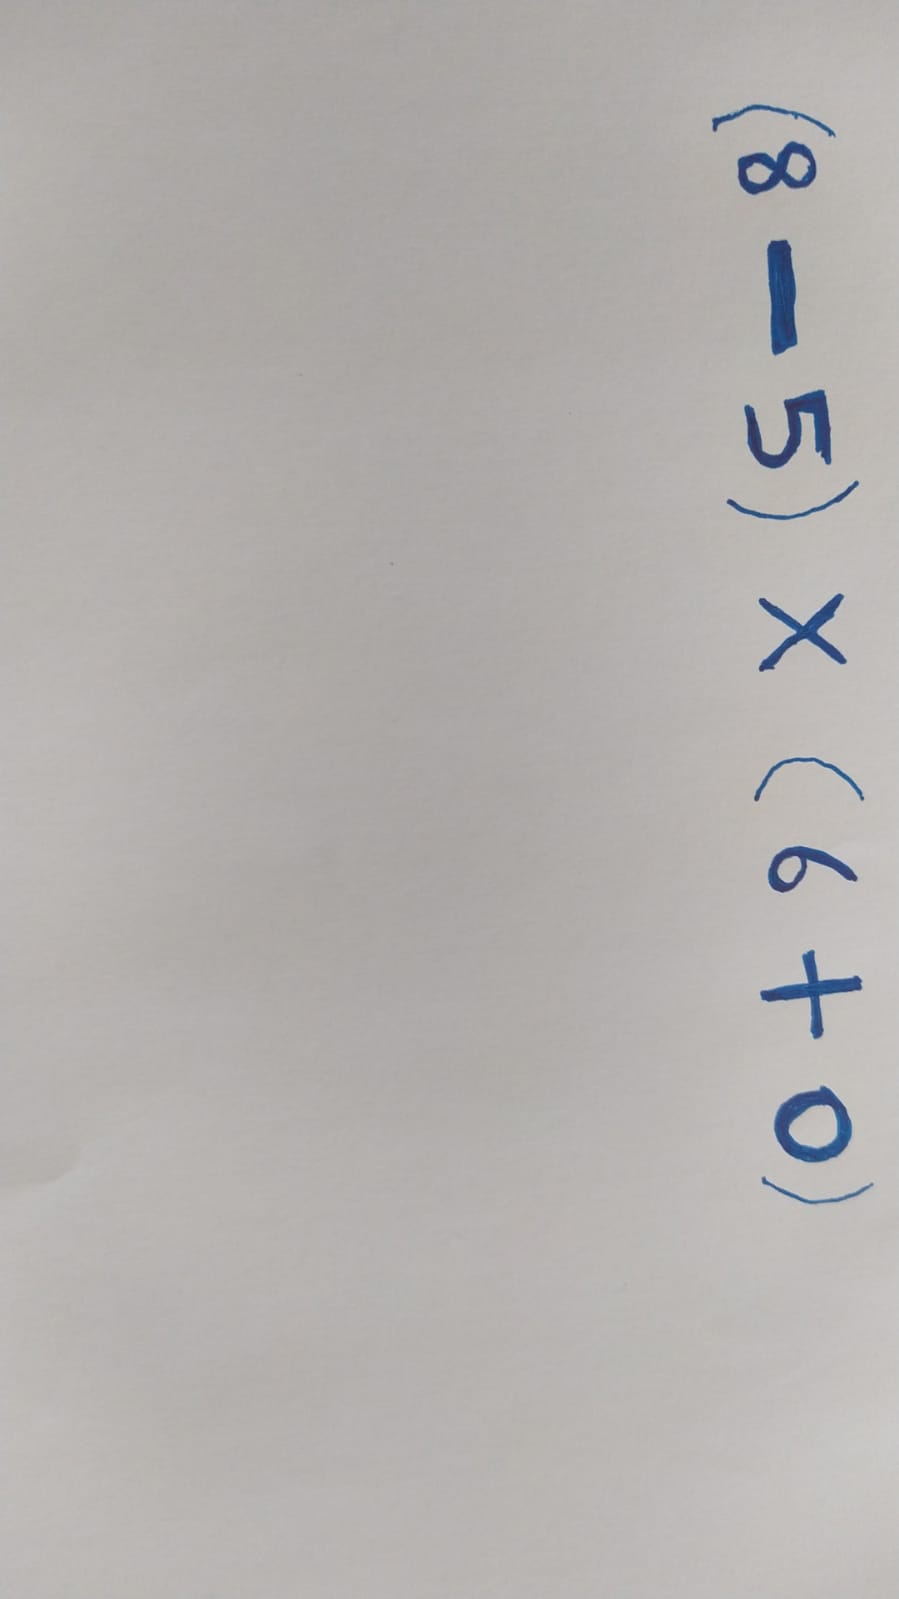 (8 - 5) × (6 + 0)